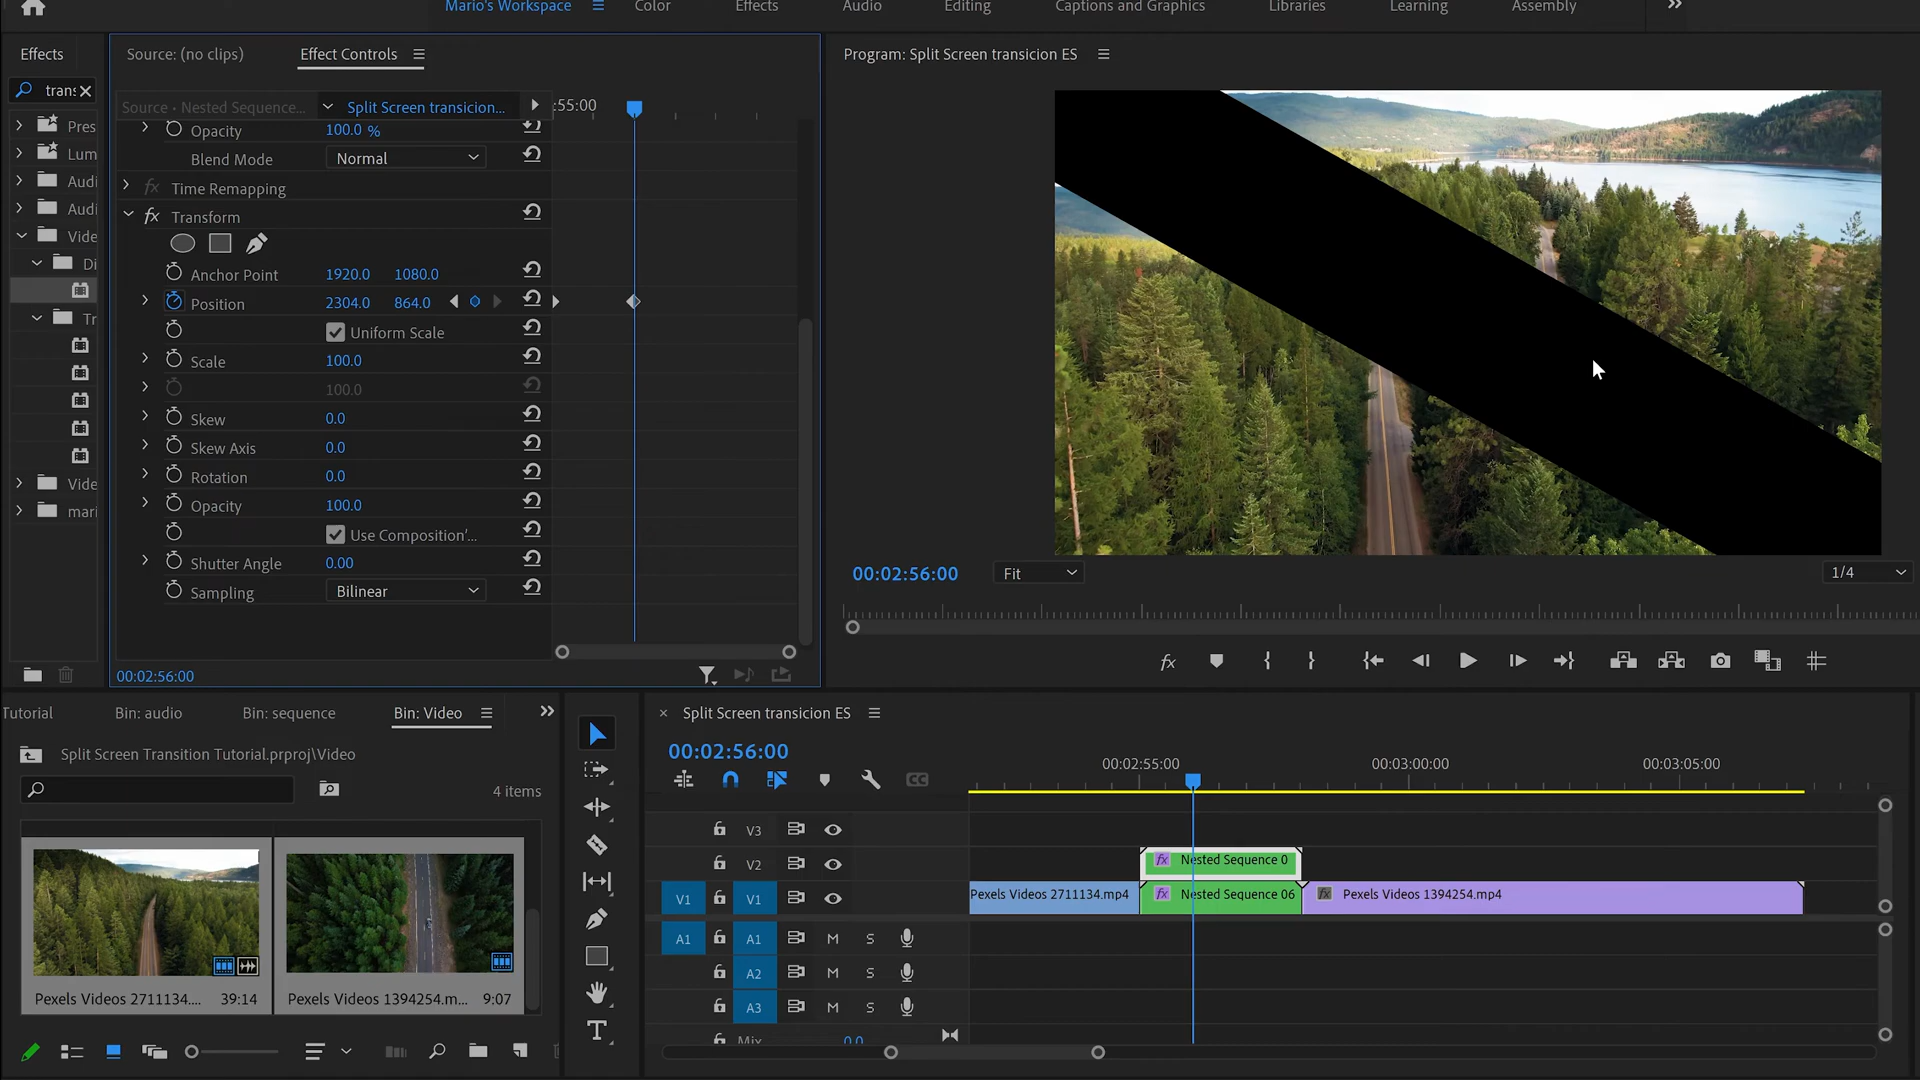 Mario's Workspace
Color
Effects
Audio
Editing
Captions and Graphics
Libraries
Learning
Assembly
Effects
Source: (no clips)
Effect Controls
Program: Split Screen transicion ES
trans
Source • Nested Sequence...
Split Screen transicion...
:55:00
Pres
Lum
Audi
Audi
Vide
Di
Tr
Vide
mari
Opacity 100.0 %
Blend Mode Normal
fx Time Remapping
fx Transform
Anchor Point 1920.0 1080.0
Position 2304.0 864.0
Uniform Scale
Scale 100.0
100.0
Skew 0.0
Skew Axis 0.0
Rotation 0.0
Opacity 100.0
Use Composition'...
Shutter Angle 0.00
Sampling Bilinear
00:02:56:00
00:02:56:00
Fit
1/4
fx
Tutorial
Bin: audio
Bin: sequence
Bin: Video
Split Screen Transition Tutorial.prproj\Video
4 items
Pexels Videos 2711134.... 39:14
Pexels Videos 1394254.m... 9:07
T
× Split Screen transicion ES
00:02:56:00
CC
00:02:55:00
00:03:00:00
00:03:05:00
V3
V2
fx Nested Sequence 0
V1 V1
Pexels Videos 2711134.mp4
fx Nested Sequence 06
fx Pexels Videos 1394254.mp4
A1 A1 M S
A2 M S
A3 M S
Mix 0.0